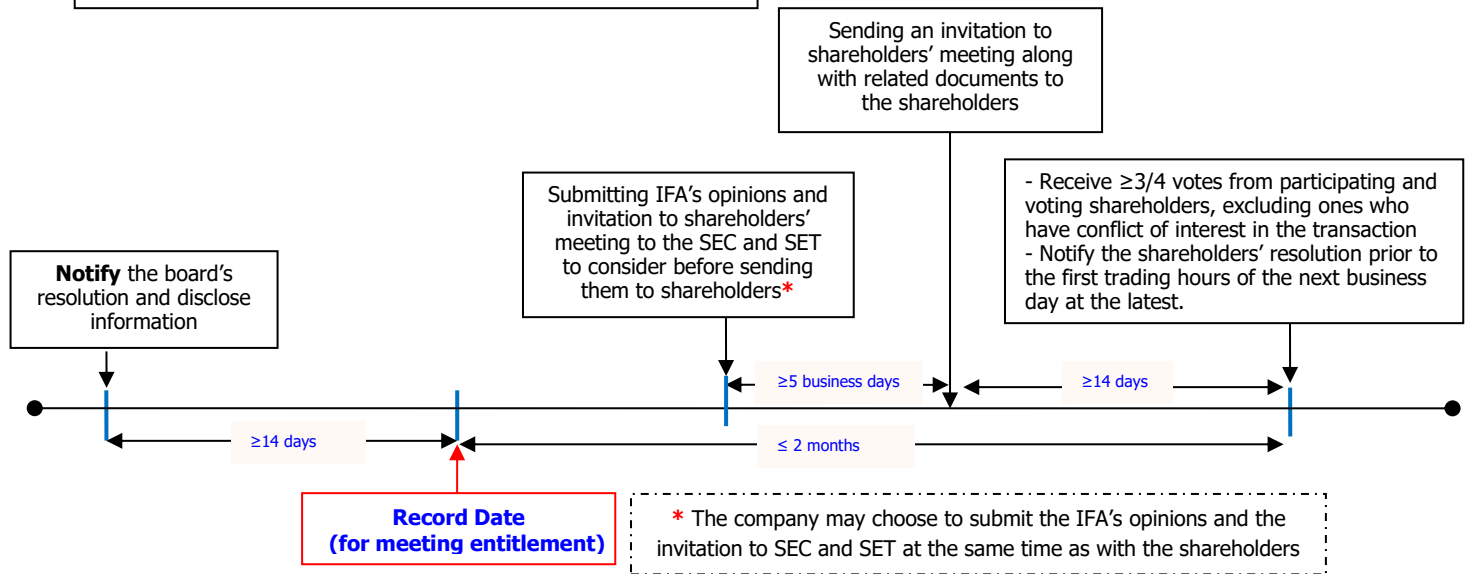 Sending an invitation to
shareholders’ meeting along
with related documents to
the shareholders
- Receive ≥3/4 votes from participating and
voting shareholders, excluding ones who
have conflict of interest in the transaction
- Notify the shareholders’ resolution prior to
the first trading hours of the next business
day at the latest.
Submitting IFA’s opinions and
invitation to shareholders’
meeting to the SEC and SET
to consider before sending
them to shareholders*
Notify the board’s
resolution and disclose
information
≥5 business days
≥14 days
≥14 days
≤ 2 months
Record Date
(for meeting entitlement)
* The company may choose to submit the IFA’s opinions and the
invitation to SEC and SET at the same time as with the shareholders